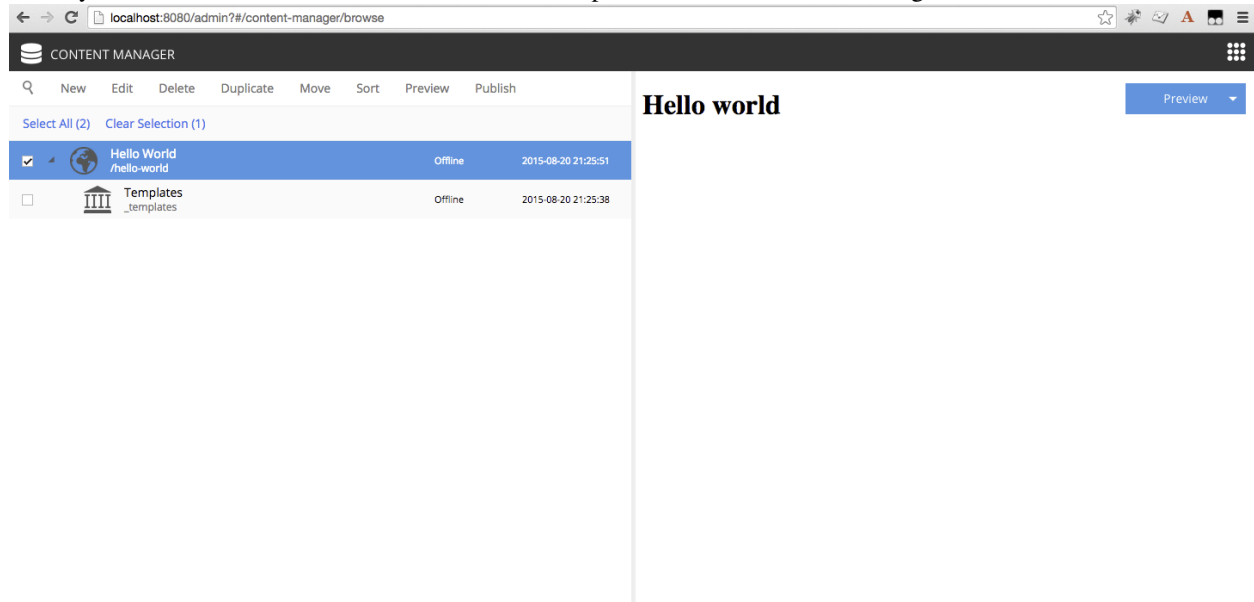 localhost:8080/admin?#/content-manager/browse
CONTENT MANAGER
New Edit Delete Duplicate Move Sort Preview Publish
Select All (2) Clear Selection (1)
Hello World
/hello-world
Offline 2015-08-20 21:25:51
Templates
_templates
Offline 2015-08-20 21:25:38
Hello world
Preview